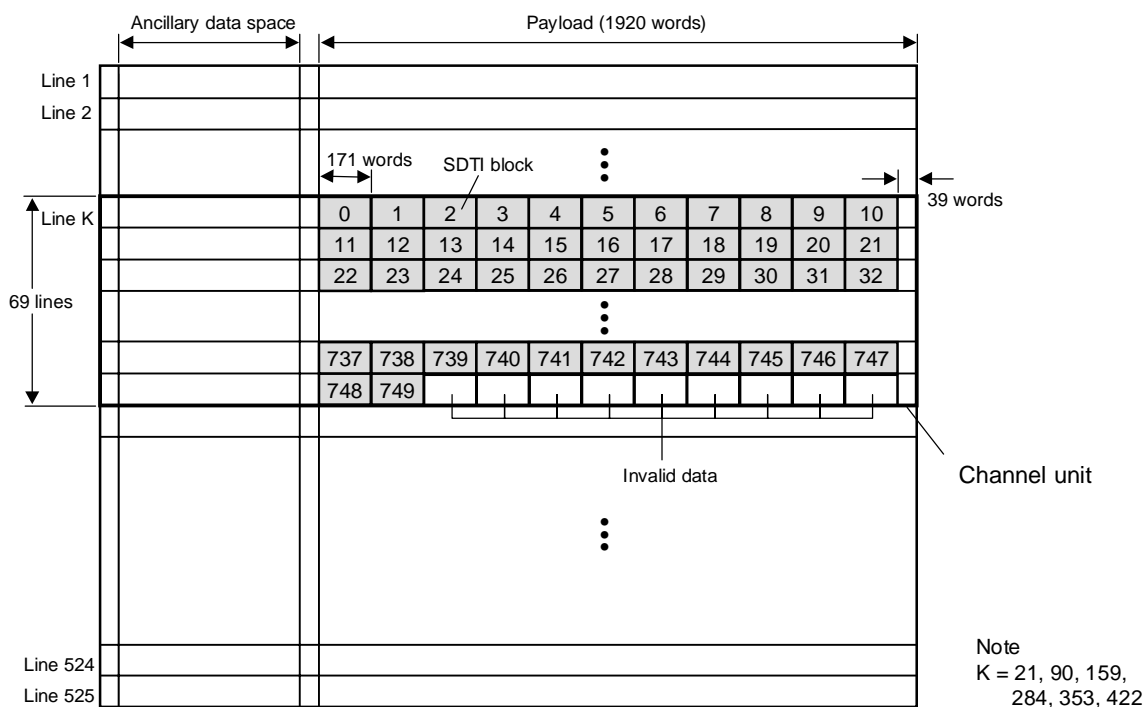 Ancillary data space
Payload (1920 words)
Line 1
Line 2
171 words
SDTI block
39 words
Line K
0 1 2 3 4 5 6 7 8 9 10
11 12 13 14 15 16 17 18 19 20 21
22 23 24 25 26 27 28 29 30 31 32
69 lines
737 738 739 740 741 742 743 744 745 746 747
748 749
Invalid data
Channel unit
Line 524
Line 525
Note
K = 21, 90, 159,
284, 353, 422